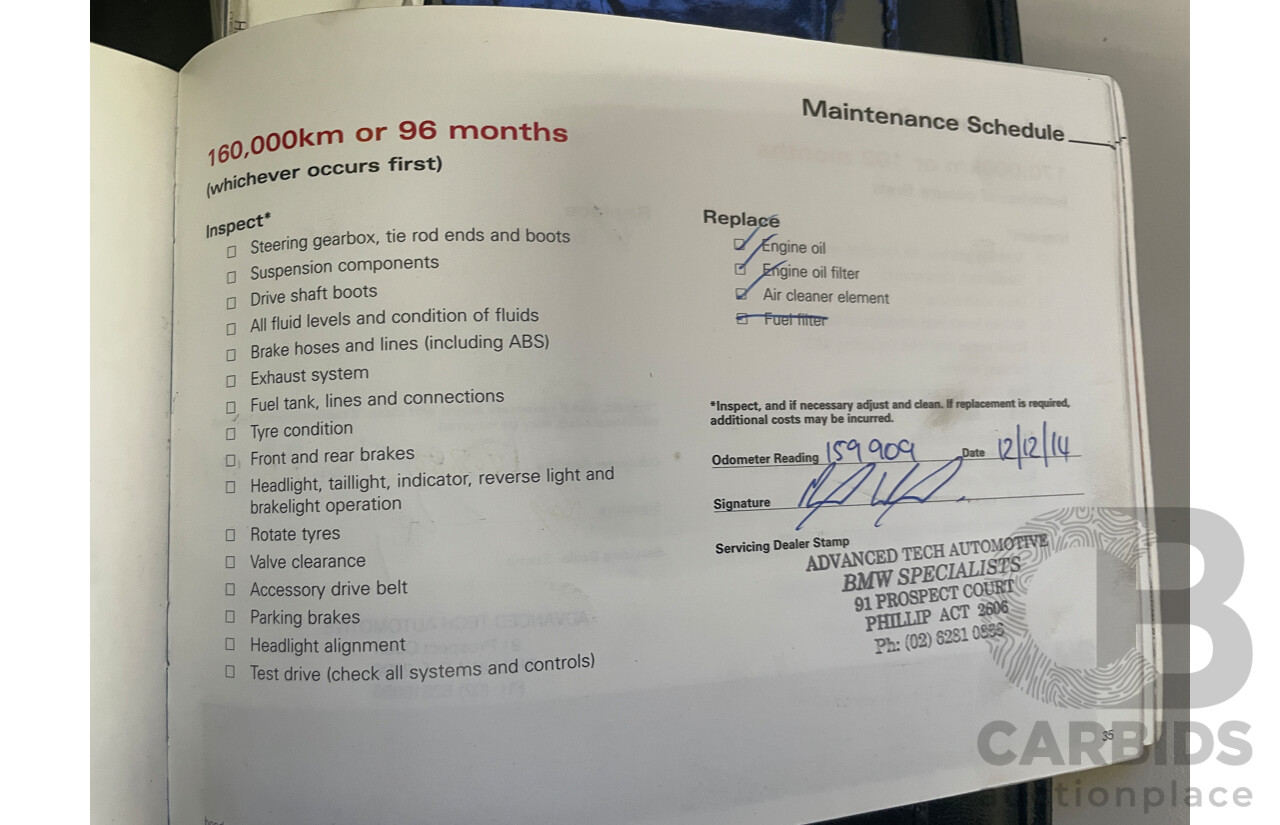 Maintenance Schedule
160,000km or 96 months
(whichever occurs first)
Inspect*
Steering gearbox, tie rod ends and boots
Suspension components
Drive shaft boots
All fluid levels and condition of fluids
Brake hoses and lines (including ABS)
Exhaust system
Fuel tank, lines and connections
Tyre condition
Front and rear brakes
Headlight, taillight, indicator, reverse light and
brakelight operation
Rotate tyres
Valve clearance
Accessory drive belt
Parking brakes
Headlight alignment
Test drive (check all systems and controls)
Replace
Engine oil
Engine oil filter
Air cleaner element
Fuel filter
*Inspect, and if necessary adjust and clean. If replacement is required,
additional costs may be incurred.
Odometer Reading 159 909 Date 12/12/14
Signature
Servicing Dealer Stamp
ADVANCED TECH AUTOMOTIVE
BMW SPECIALISTS
91 PROSPECT COURT
PHILLIP ACT 2606
Ph: (02) 6281
35
CARBIDS
auctionplace